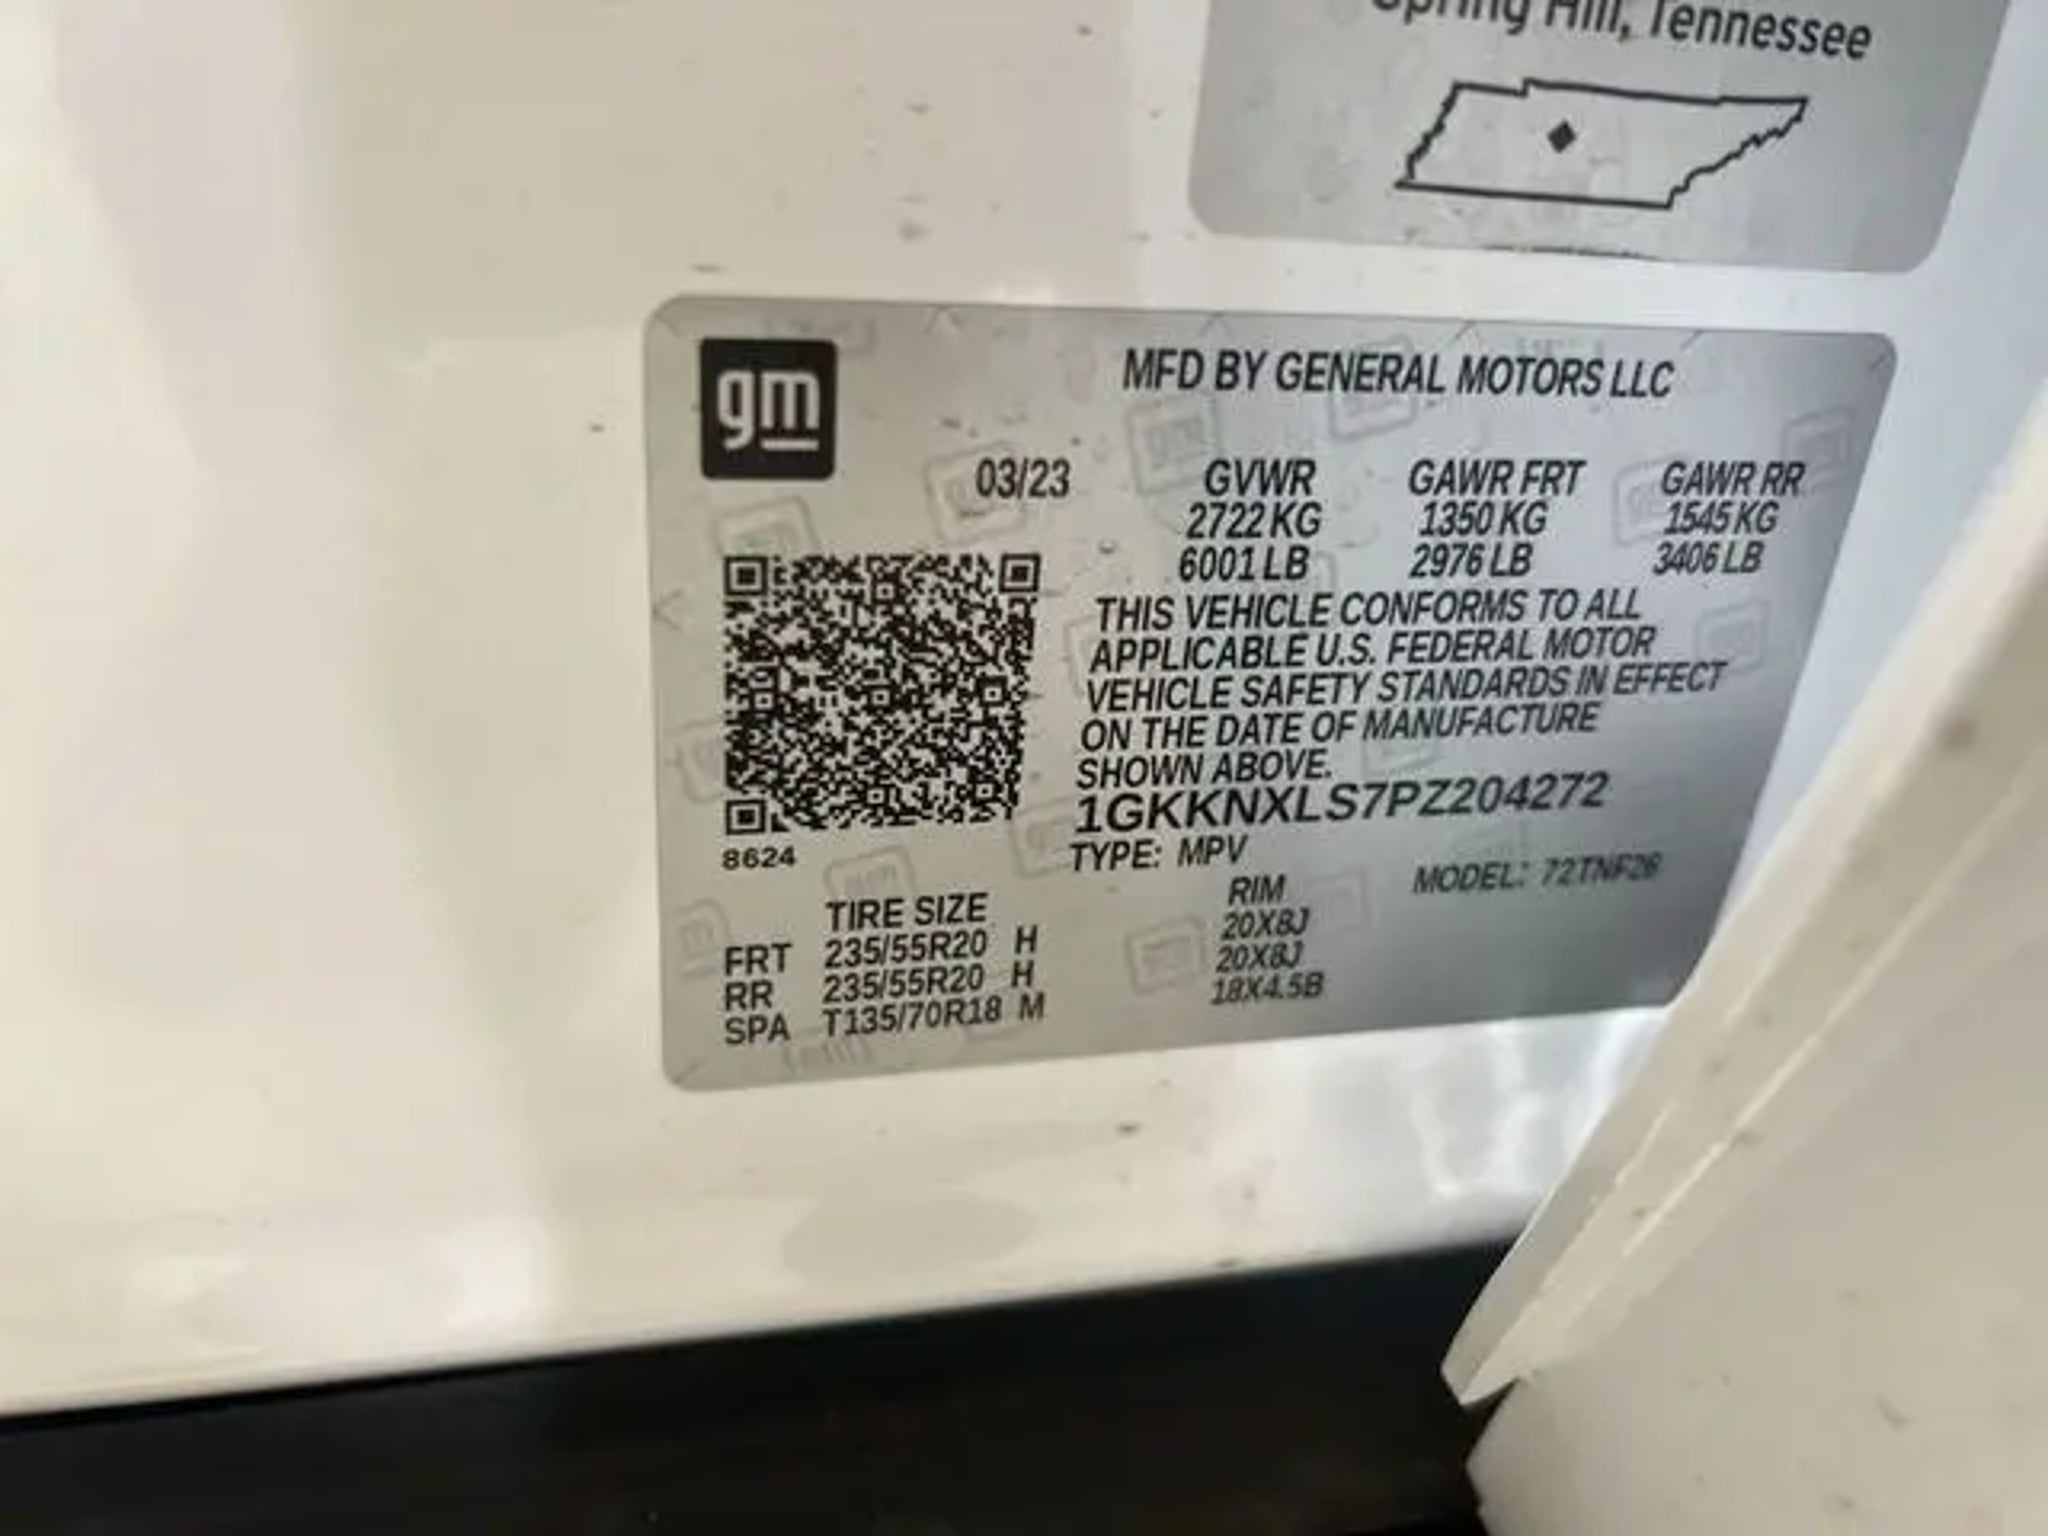 Spring Hill, Tennessee
gm
MFD BY GENERAL MOTORS LLC
03/23 GVWR GAWR FRT GAWR RR
2722 KG 1350 KG 1545 KG
6001 LB 2976 LB 3406 LB
THIS VEHICLE CONFORMS TO ALL
APPLICABLE U.S. FEDERAL MOTOR
VEHICLE SAFETY STANDARDS IN EFFECT
ON THE DATE OF MANUFACTURE
SHOWN ABOVE.
1GKKNXLS7PZ204272
8624
TYPE: MPV MODEL: 72TNF26
TIRE SIZE RIM
FRT 235/55R20 H 20X8J
RR 235/55R20 H 20X8J
SPA T135/70R18 M 18X4.5B